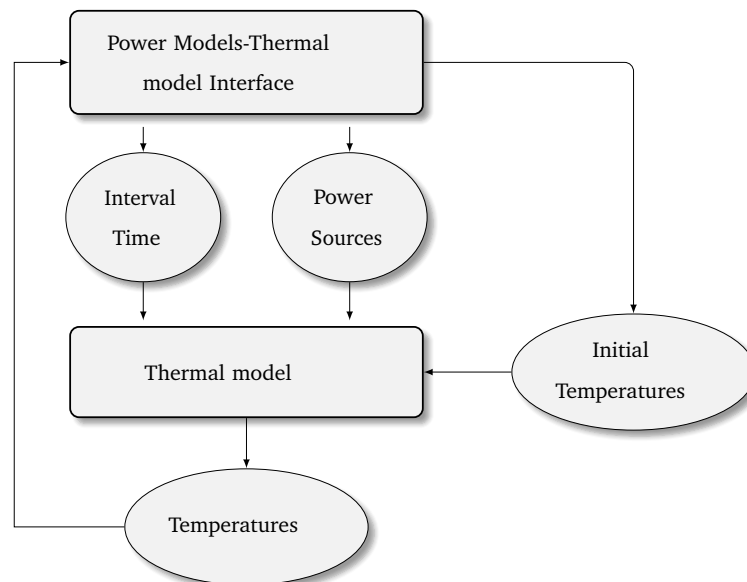 Power Models-Thermal
model Interface
Interval
Time
Power
Sources
Thermal model
Initial
Temperatures
Temperatures